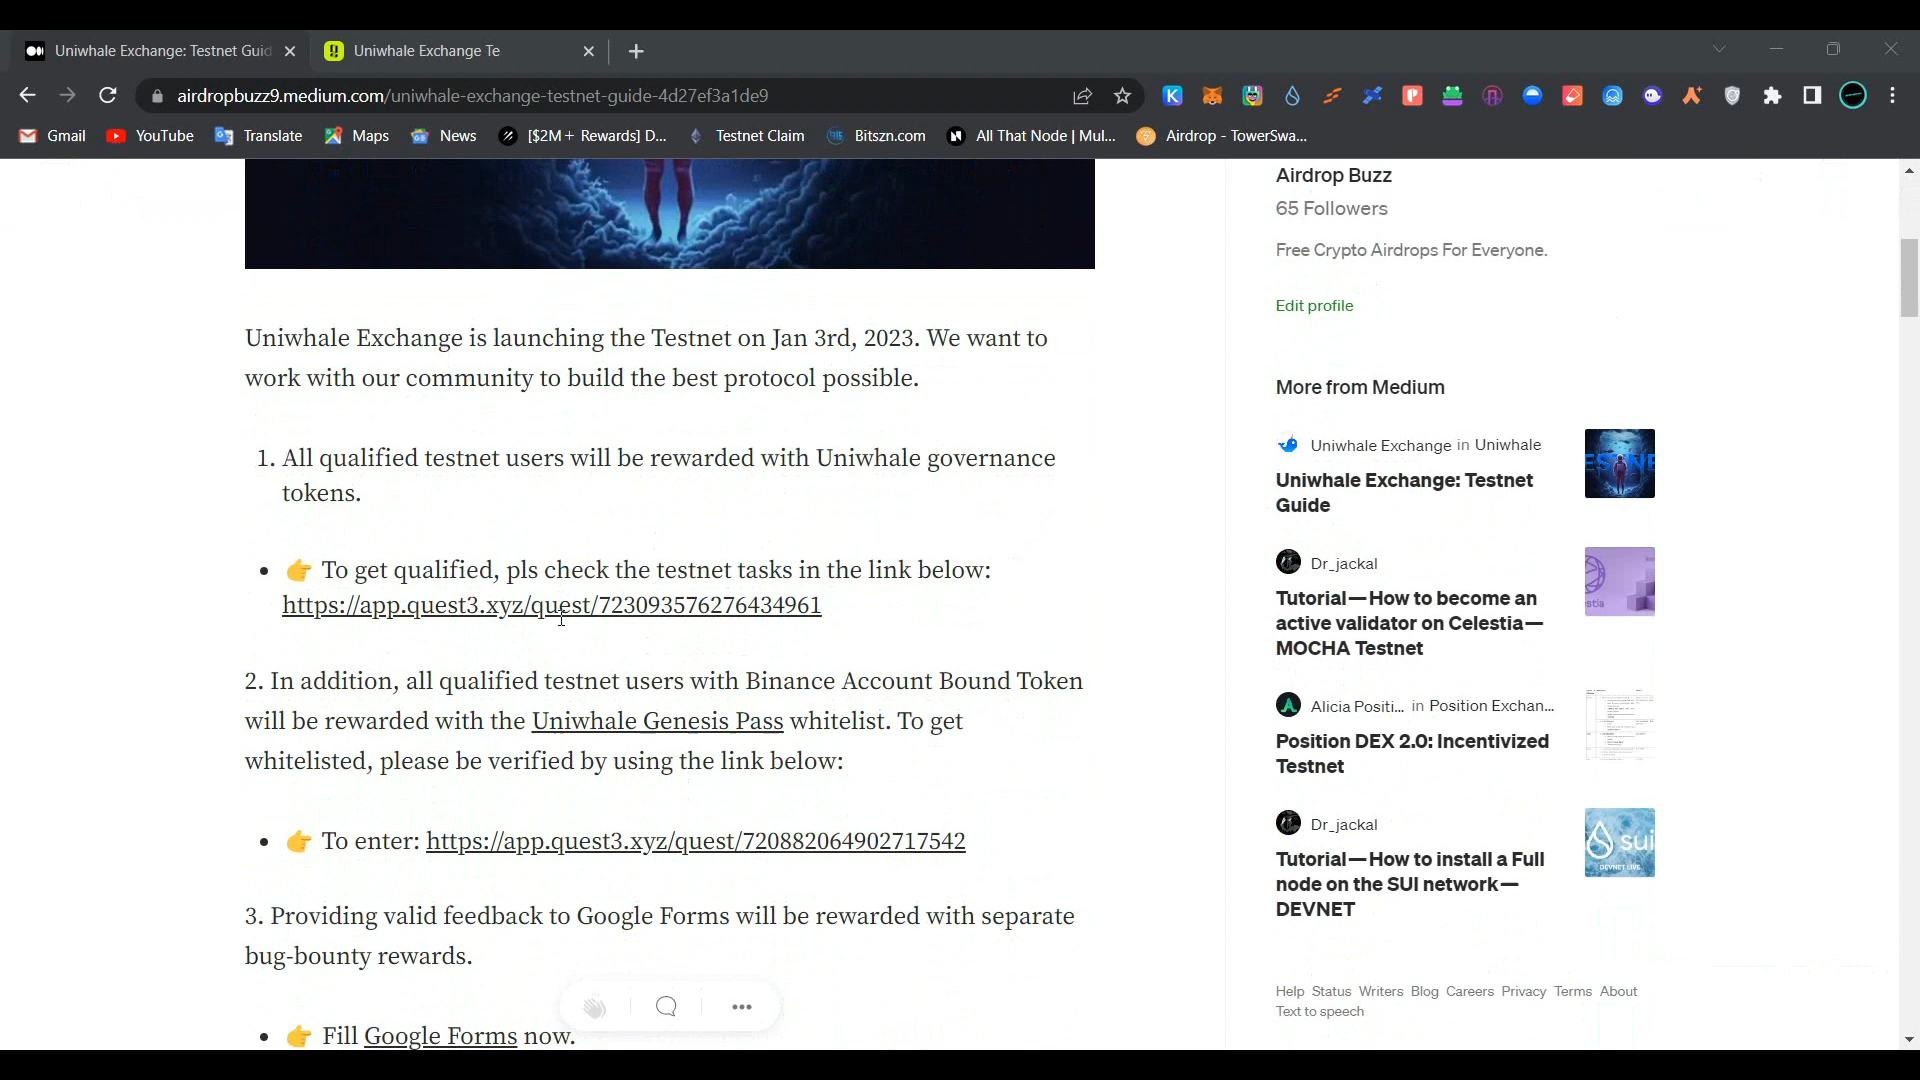 Uniwhale Exchange: Testnet Guid
Uniwhale Exchange Te
airdropbuzz9.medium.com/uniwhale-exchange-testnet-guide-4d27ef3a1de9
Gmail
YouTube
Translate
Maps
News
[$2M+ Rewards] D...
Testnet Claim
Bitszn.com
All That Node | Mul...
Airdrop - TowerSwa...
Uniwhale Exchange is launching the Testnet on Jan 3rd, 2023. We want to
work with our community to build the best protocol possible.
1. All qualified testnet users will be rewarded with Uniwhale governance
tokens.
• 👉 To get qualified, pls check the testnet tasks in the link below:
https://app.quest3.xyz/quest/723093576276434961
2. In addition, all qualified testnet users with Binance Account Bound Token
will be rewarded with the Uniwhale Genesis Pass whitelist. To get
whitelisted, please be verified by using the link below:
• 👉 To enter: https://app.quest3.xyz/quest/720882064902717542
3. Providing valid feedback to Google Forms will be rewarded with separate
bug-bounty rewards.
• 👉 Fill Google Forms now.
Airdrop Buzz
65 Followers
Free Crypto Airdrops For Everyone.
Edit profile
More from Medium
Uniwhale Exchange in Uniwhale
Uniwhale Exchange: Testnet
Guide
Dr_jackal
Tutorial—How to become an
active validator on Celestia—
MOCHA Testnet
Alicia Positi... in Position Exchan...
Position DEX 2.0: Incentivized
Testnet
Dr_jackal
Tutorial—How to install a Full
node on the SUI network—
DEVNET
sui
DEVNET LIVE
Help Status Writers Blog Careers Privacy Terms About
Text to speech